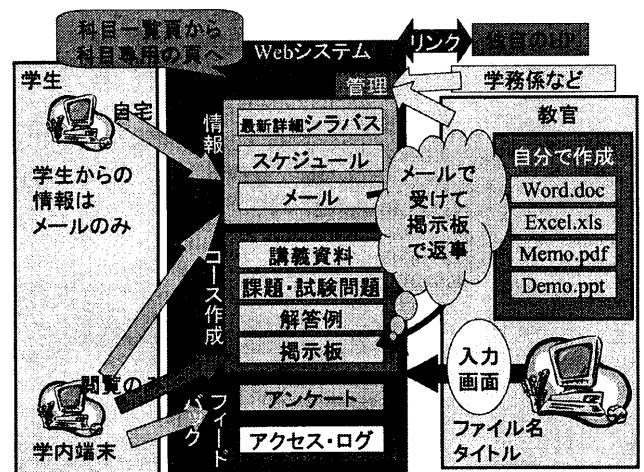 科目一覧頁から
科目専用の頁へ
Webシステム
リンク
独自のHP
学生
管理
学務係など
自宅
情報
最新詳細シラバス
スケジュール
メール
学生からの
情報は
メールのみ
メールで
受けて
掲示板
で返事
教官
自分で作成
Word.doc
Excel.xls
Memo.pdf
Demo.ppt
コース作成
講義資料
課題・試験問題
解答例
掲示板
閲覧のみ
入力
画面
フィード
バック
アンケート
アクセス・ログ
学内端末
ファイル名
タイトル